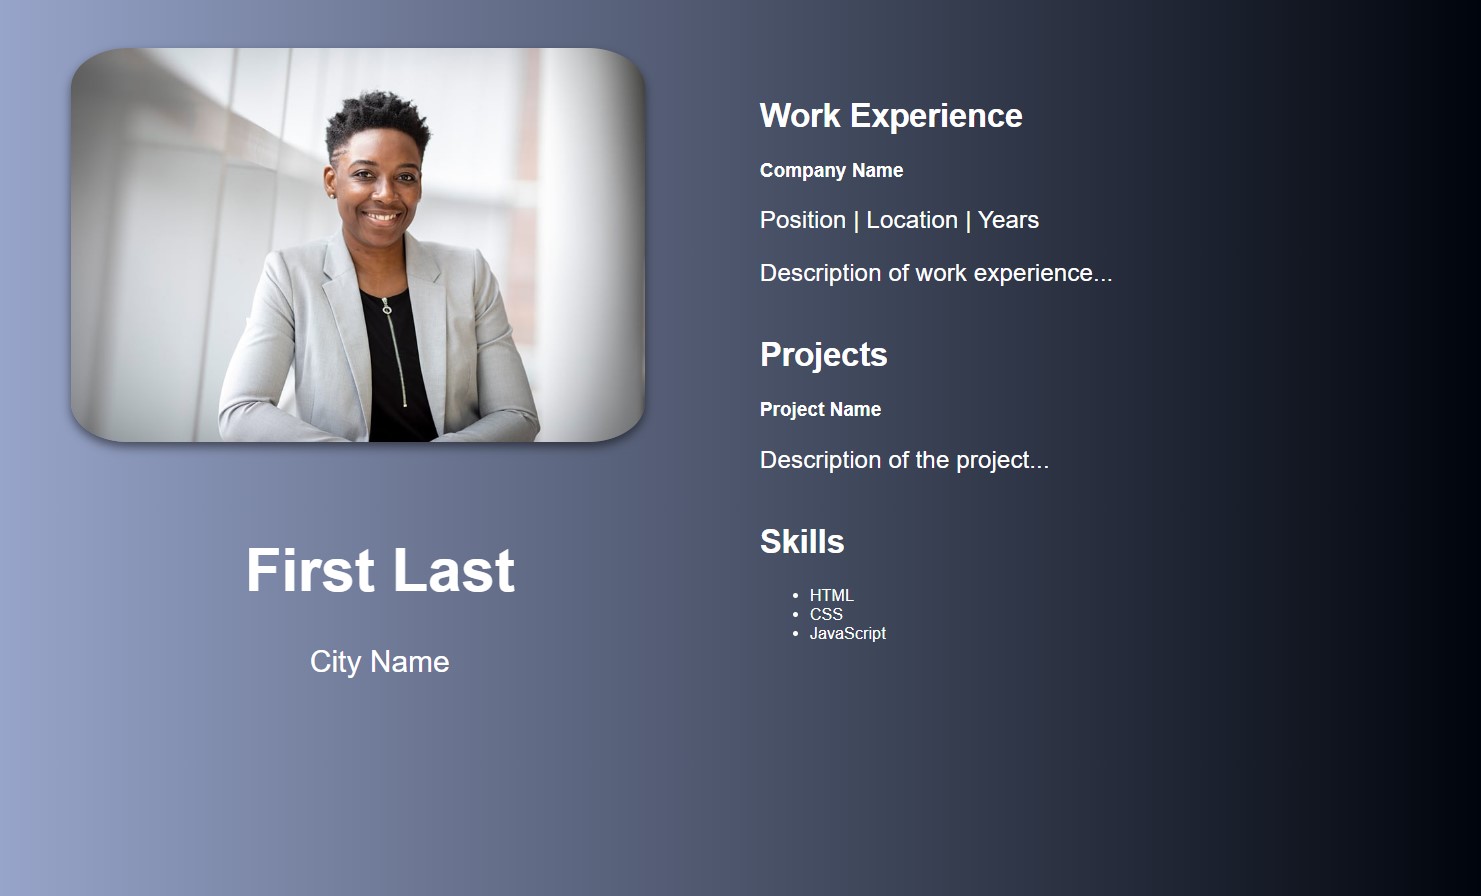 First Last
City Name
Work Experience
Company Name
Position | Location | Years
Description of work experience...
Projects
Project Name
Description of the project...
Skills
HTML
CSS
JavaScript